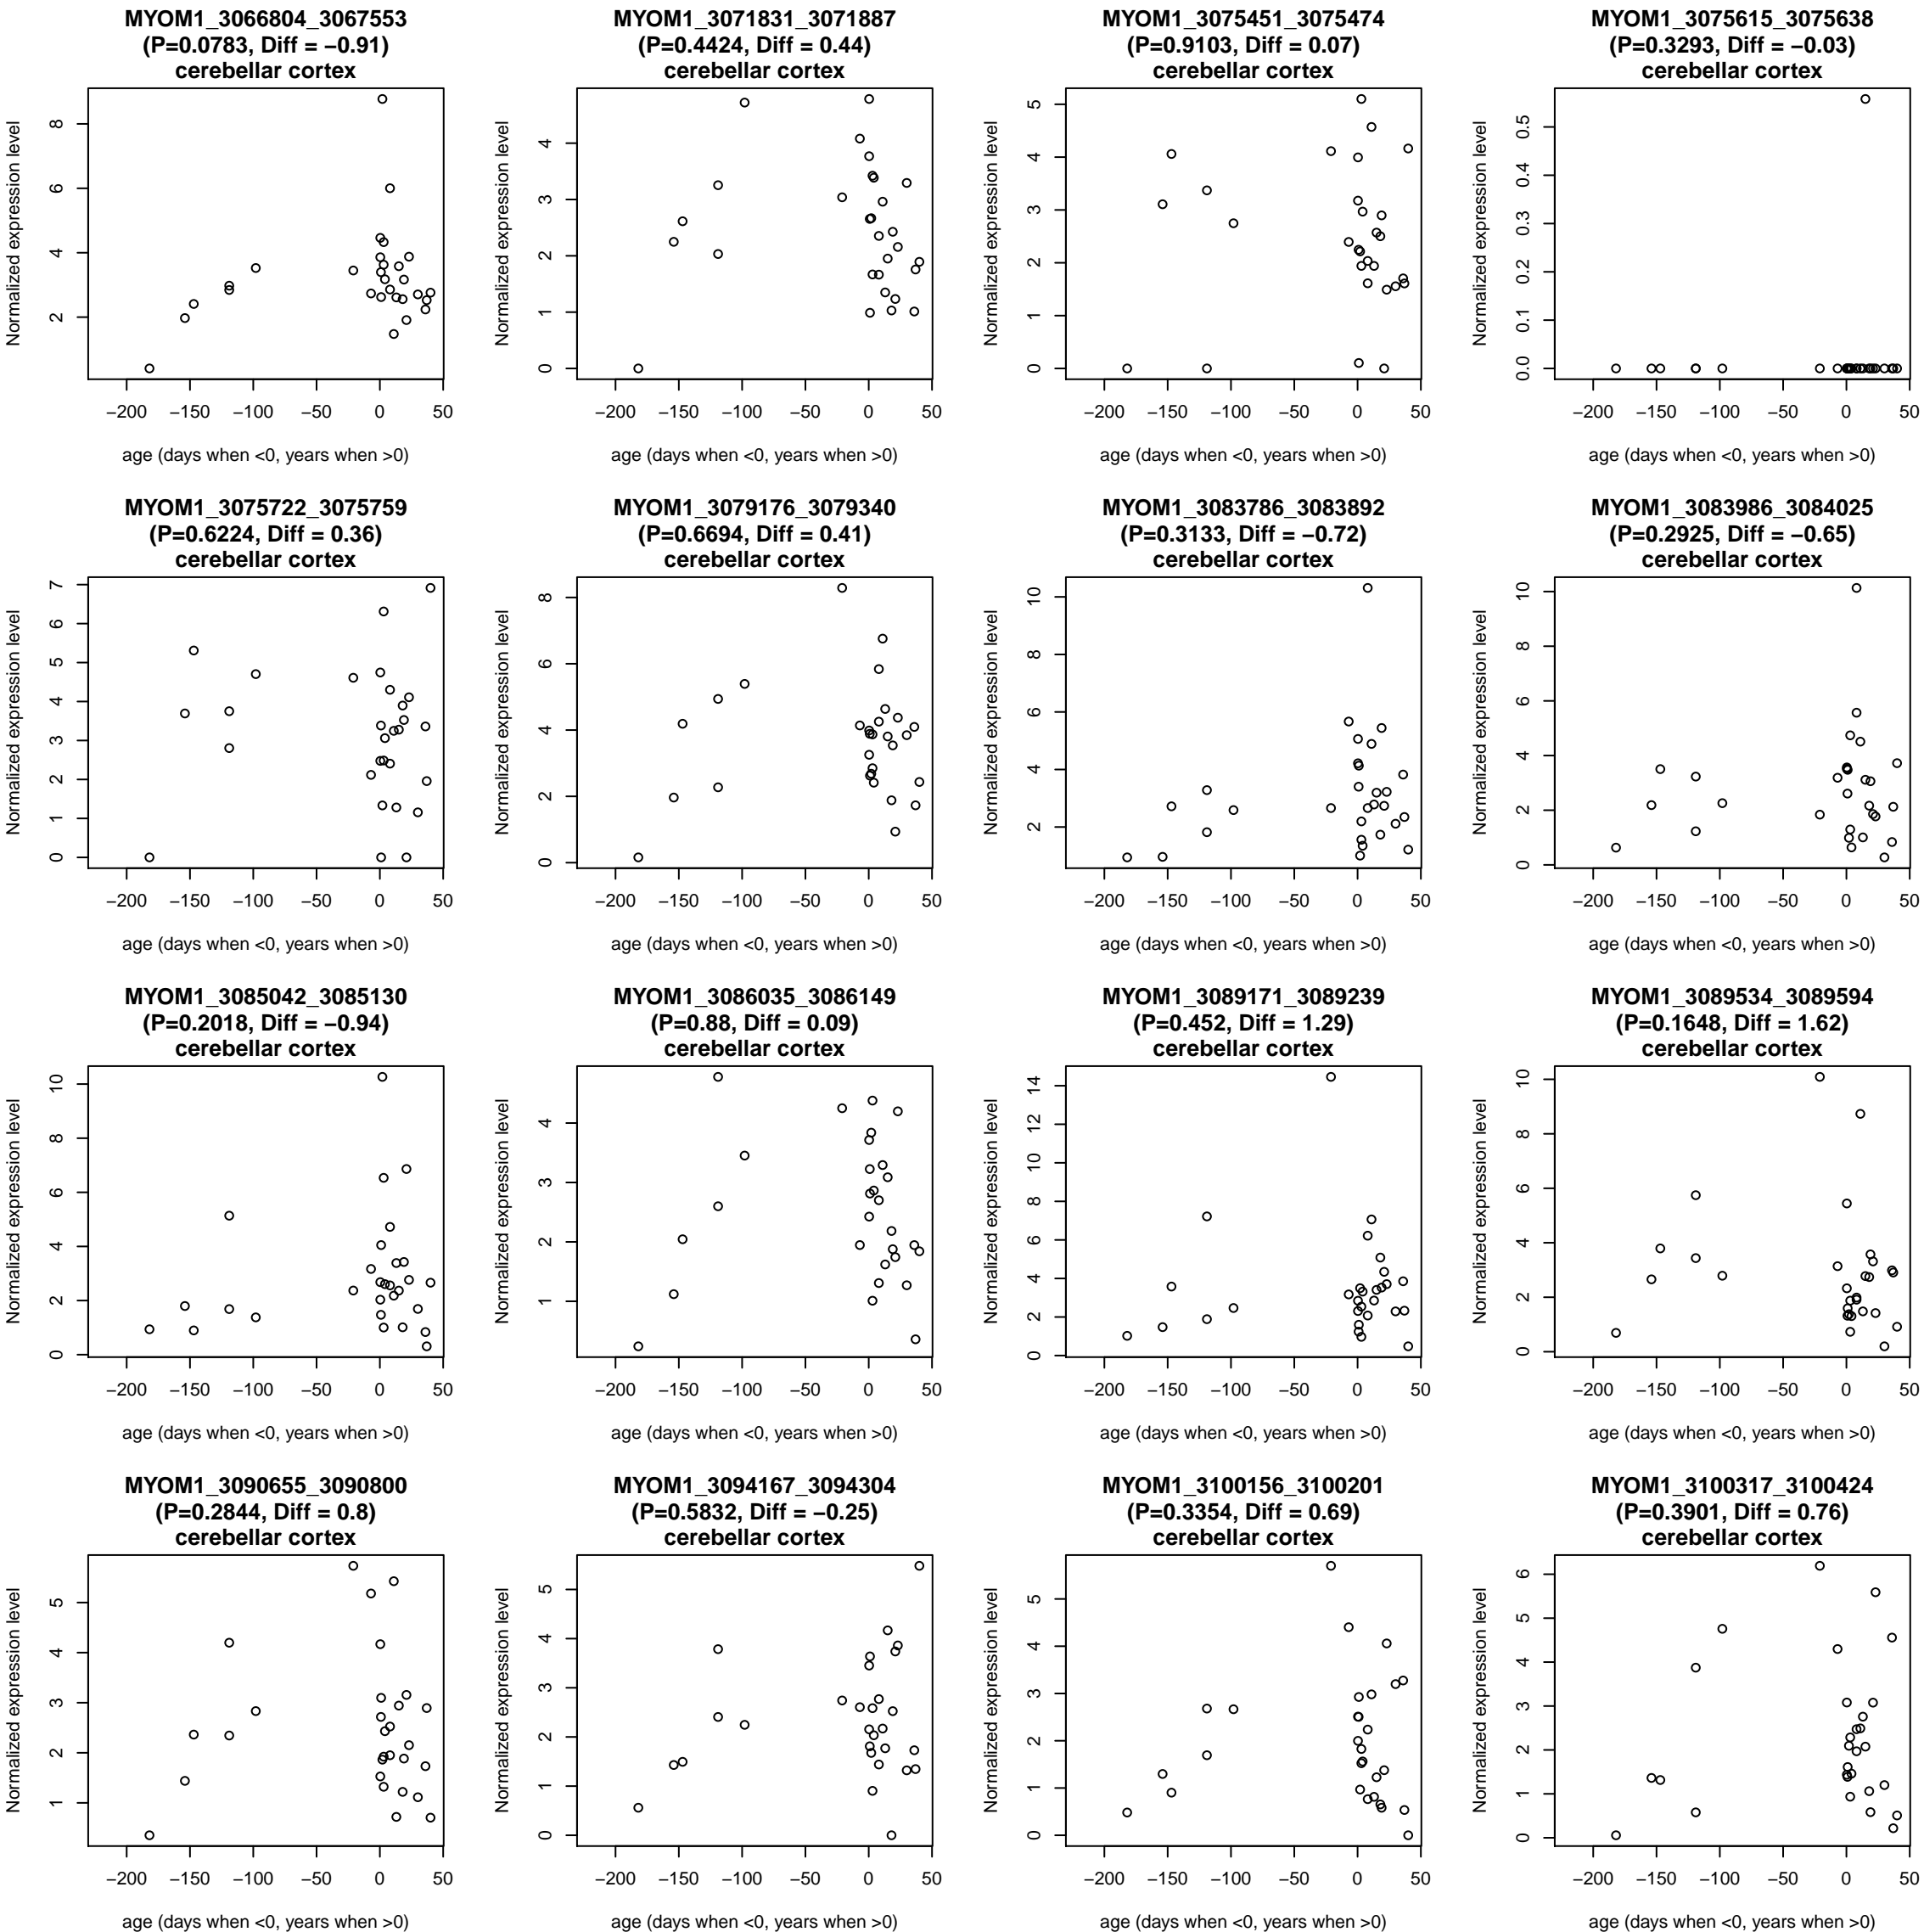 MYOM1_3066804_3067553
(P=0.0783, Diff = −0.91)
cerebellar cortex
Normalized expression level
2 4 6 8
−200 −150 −100 −50 0 50
age (days when <0, years when >0)
MYOM1_3071831_3071887
(P=0.4424, Diff = 0.44)
cerebellar cortex
Normalized expression level
0 1 2 3 4
−200 −150 −100 −50 0 50
age (days when <0, years when >0)
MYOM1_3075451_3075474
(P=0.9103, Diff = 0.07)
cerebellar cortex
Normalized expression level
0 1 2 3 4 5
−200 −150 −100 −50 0 50
age (days when <0, years when >0)
MYOM1_3075615_3075638
(P=0.3293, Diff = −0.03)
cerebellar cortex
Normalized expression level
0.0 0.1 0.2 0.3 0.4 0.5
−200 −150 −100 −50 0 50
age (days when <0, years when >0)
MYOM1_3075722_3075759
(P=0.6224, Diff = 0.36)
cerebellar cortex
Normalized expression level
0 1 2 3 4 5 6 7
−200 −150 −100 −50 0 50
age (days when <0, years when >0)
MYOM1_3079176_3079340
(P=0.6694, Diff = 0.41)
cerebellar cortex
Normalized expression level
0 2 4 6 8
−200 −150 −100 −50 0 50
age (days when <0, years when >0)
MYOM1_3083786_3083892
(P=0.3133, Diff = −0.72)
cerebellar cortex
Normalized expression level
2 4 6 8 10
−200 −150 −100 −50 0 50
age (days when <0, years when >0)
MYOM1_3083986_3084025
(P=0.2925, Diff = −0.65)
cerebellar cortex
Normalized expression level
0 2 4 6 8 10
−200 −150 −100 −50 0 50
age (days when <0, years when >0)
MYOM1_3085042_3085130
(P=0.2018, Diff = −0.94)
cerebellar cortex
Normalized expression level
0 2 4 6 8 10
−200 −150 −100 −50 0 50
age (days when <0, years when >0)
MYOM1_3086035_3086149
(P=0.88, Diff = 0.09)
cerebellar cortex
Normalized expression level
1 2 3 4
−200 −150 −100 −50 0 50
age (days when <0, years when >0)
MYOM1_3089171_3089239
(P=0.452, Diff = 1.29)
cerebellar cortex
Normalized expression level
0 2 4 6 8 10 12 14
−200 −150 −100 −50 0 50
age (days when <0, years when >0)
MYOM1_3089534_3089594
(P=0.1648, Diff = 1.62)
cerebellar cortex
Normalized expression level
0 2 4 6 8 10
−200 −150 −100 −50 0 50
age (days when <0, years when >0)
MYOM1_3090655_3090800
(P=0.2844, Diff = 0.8)
cerebellar cortex
Normalized expression level
1 2 3 4 5
−200 −150 −100 −50 0 50
age (days when <0, years when >0)
MYOM1_3094167_3094304
(P=0.5832, Diff = −0.25)
cerebellar cortex
Normalized expression level
0 1 2 3 4 5
−200 −150 −100 −50 0 50
age (days when <0, years when >0)
MYOM1_3100156_3100201
(P=0.3354, Diff = 0.69)
cerebellar cortex
Normalized expression level
0 1 2 3 4 5
−200 −150 −100 −50 0 50
age (days when <0, years when >0)
MYOM1_3100317_3100424
(P=0.3901, Diff = 0.76)
cerebellar cortex
Normalized expression level
0 1 2 3 4 5 6
−200 −150 −100 −50 0 50
age (days when <0, years when >0)